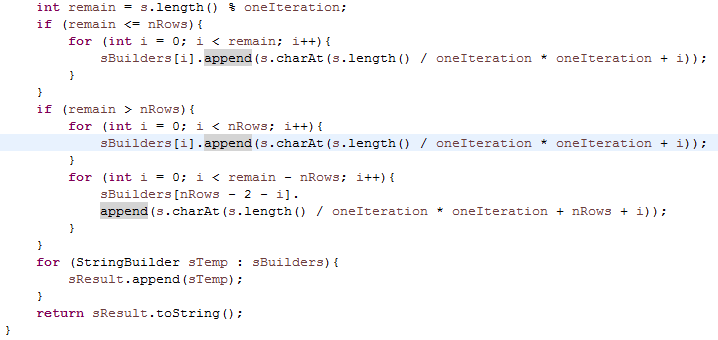 int remain = s.length() % oneIteration;
if (remain <= nRows){
for (int i = 0; i < remain; i++){
sBuilders[i].append(s.charAt(s.length() / oneIteration * oneIteration + i));
}
}
if (remain > nRows){
for (int i = 0; i < nRows; i++){
sBuilders[i].append(s.charAt(s.length() / oneIteration * oneIteration + i));
}
for (int i = 0; i < remain - nRows; i++){
sBuilders[nRows - 2 - i].
append(s.charAt(s.length() / oneIteration * oneIteration + nRows + i));
}
}
for (StringBuilder sTemp : sBuilders){
sResult.append(sTemp);
}
return sResult.toString();
}